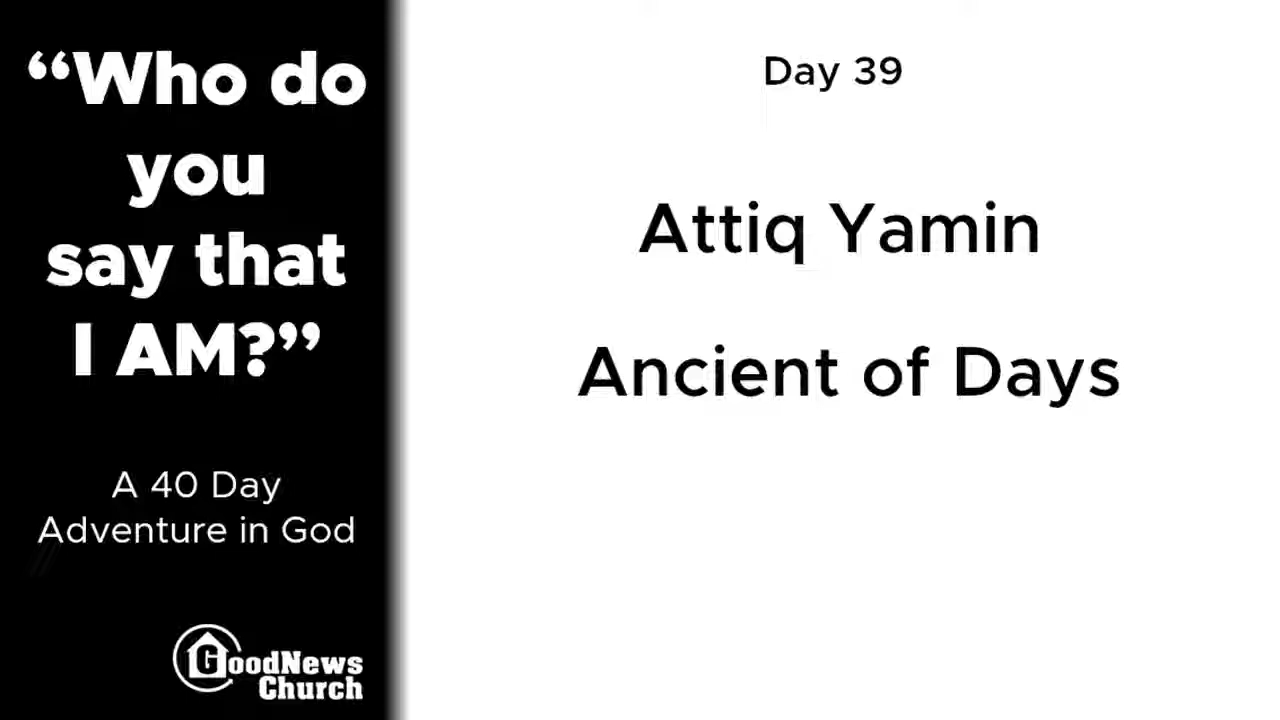 “Who do
you
say that
I AM?”
A 40 Day
Adventure in God
GoodNews
Church
Day 39
Attiq Yamin
Ancient of Days